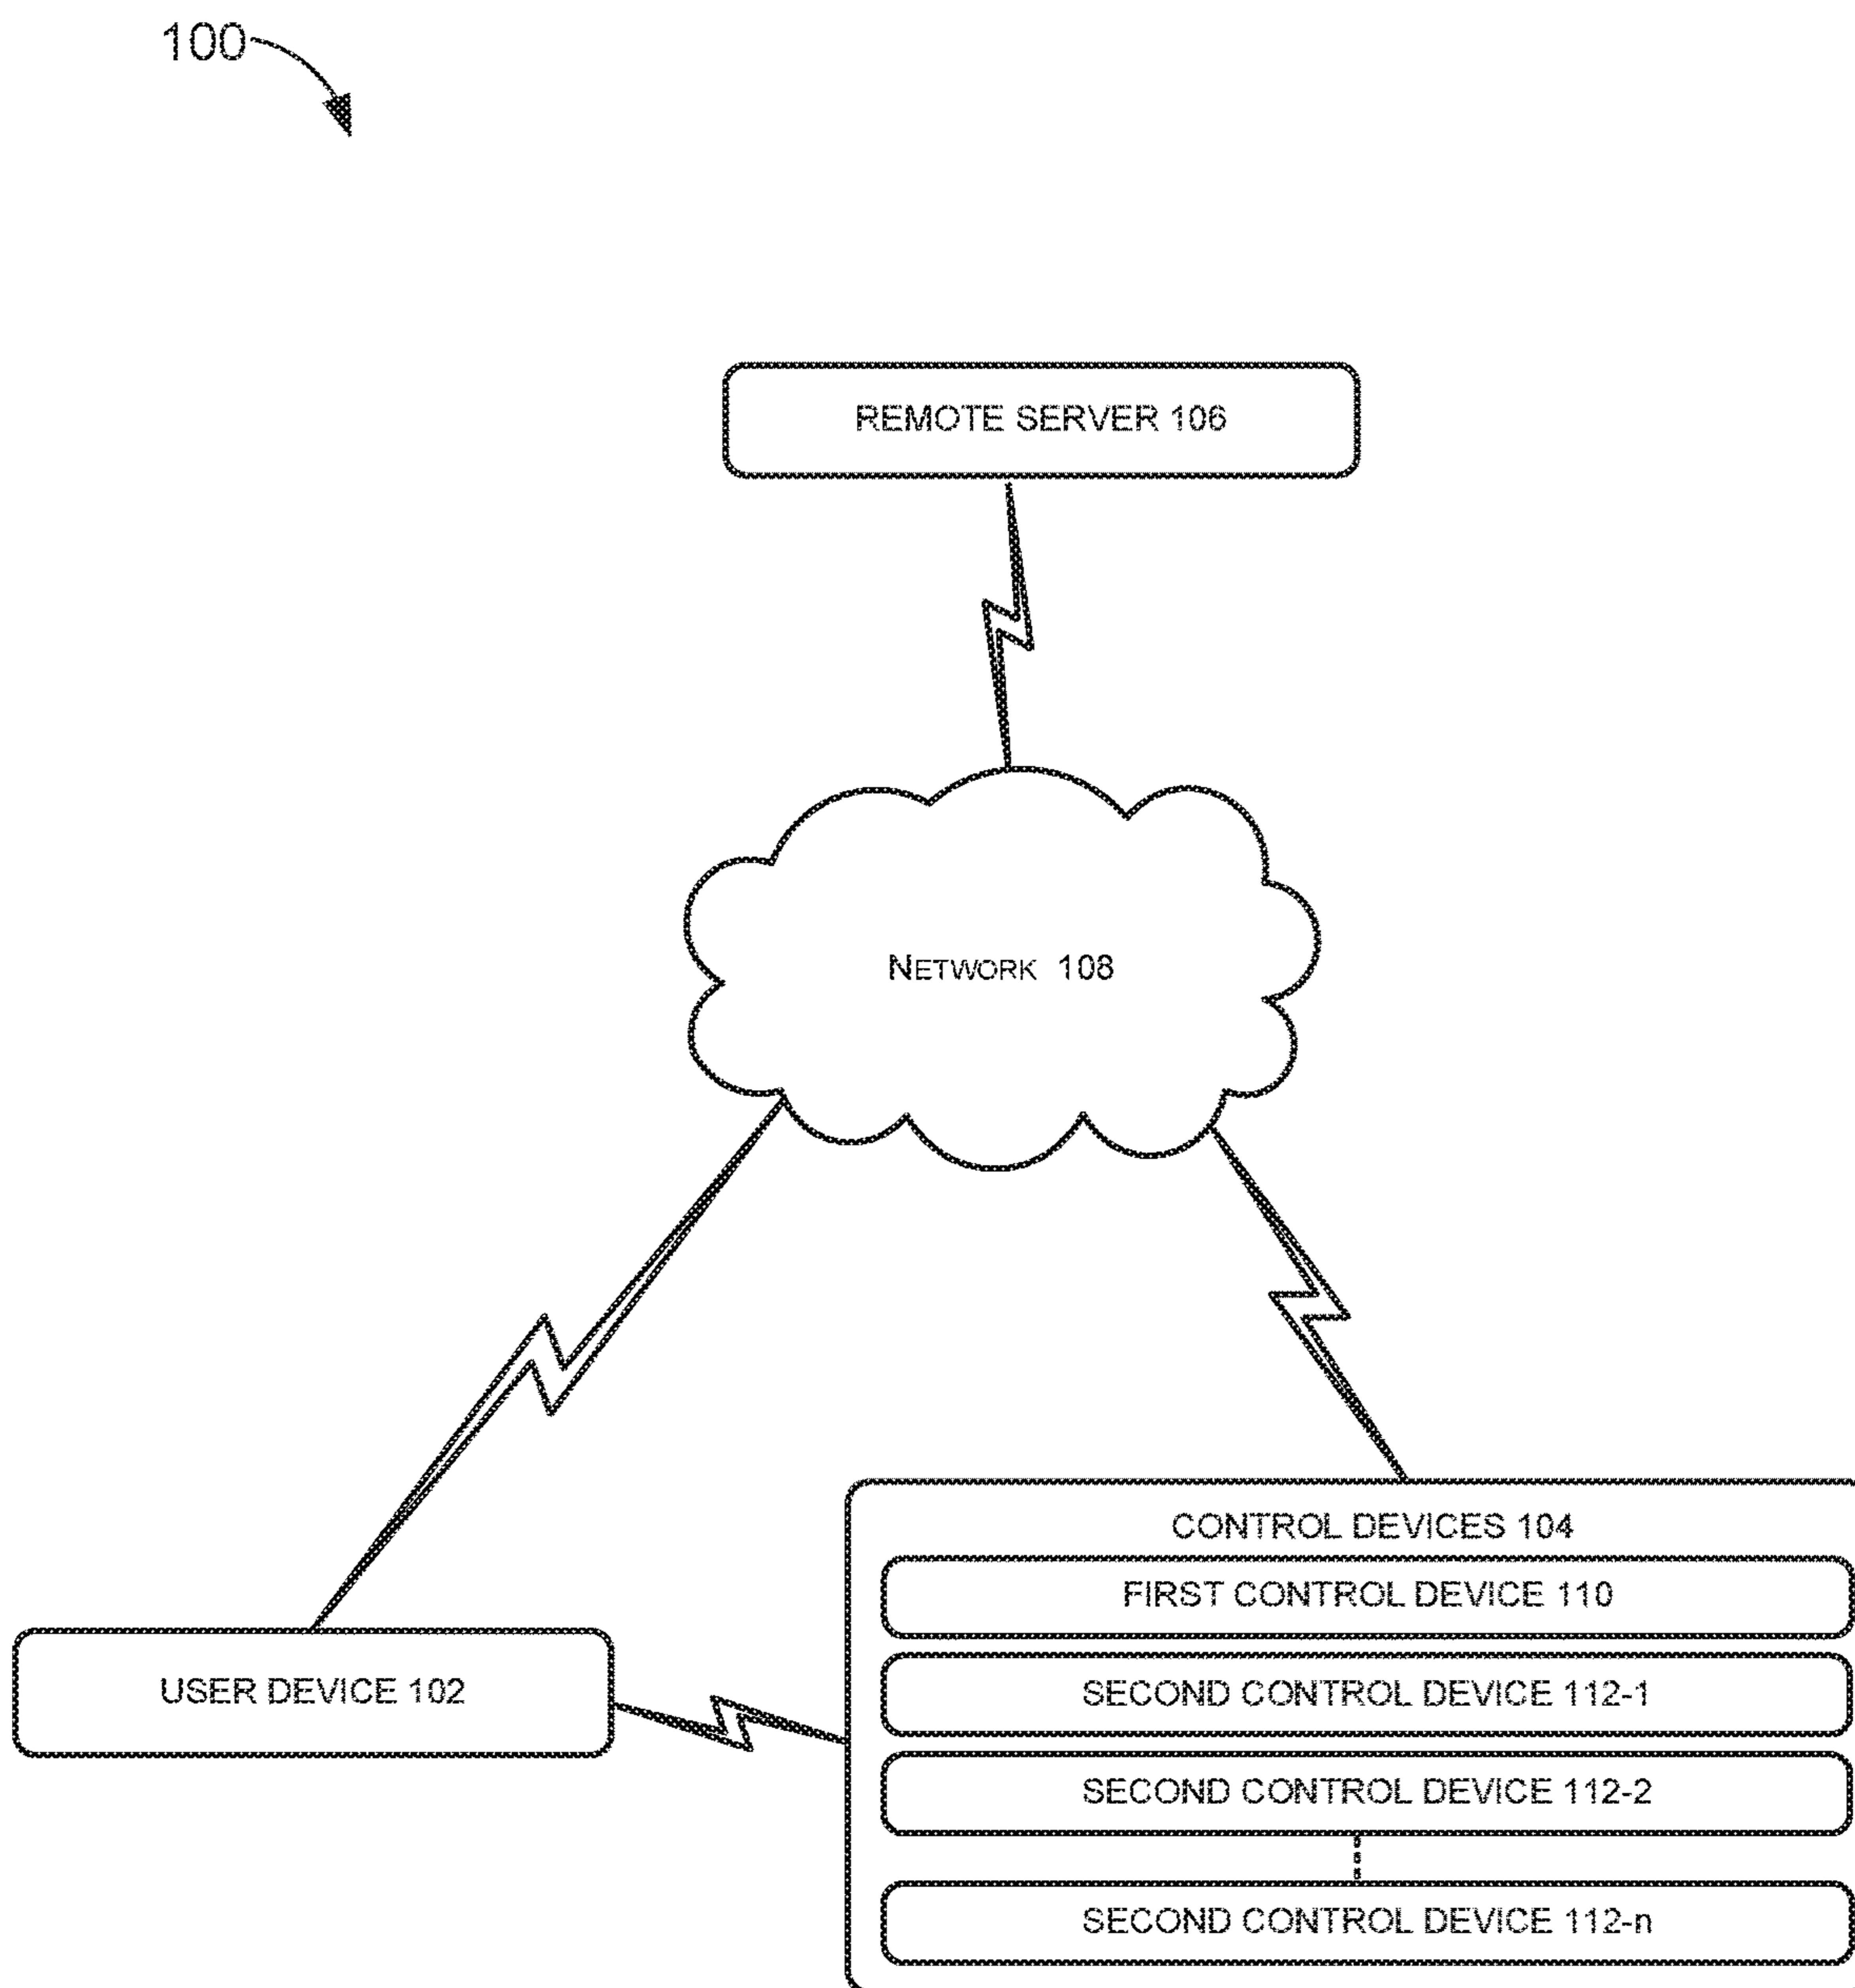 100
REMOTE SERVER 106
NETWORK 108
CONTROL DEVICES 104
FIRST CONTROL DEVICE 110
USER DEVICE 102
SECOND CONTROL DEVICE 112-1
SECOND CONTROL DEVICE 112-2
SECOND CONTROL DEVICE 112-n